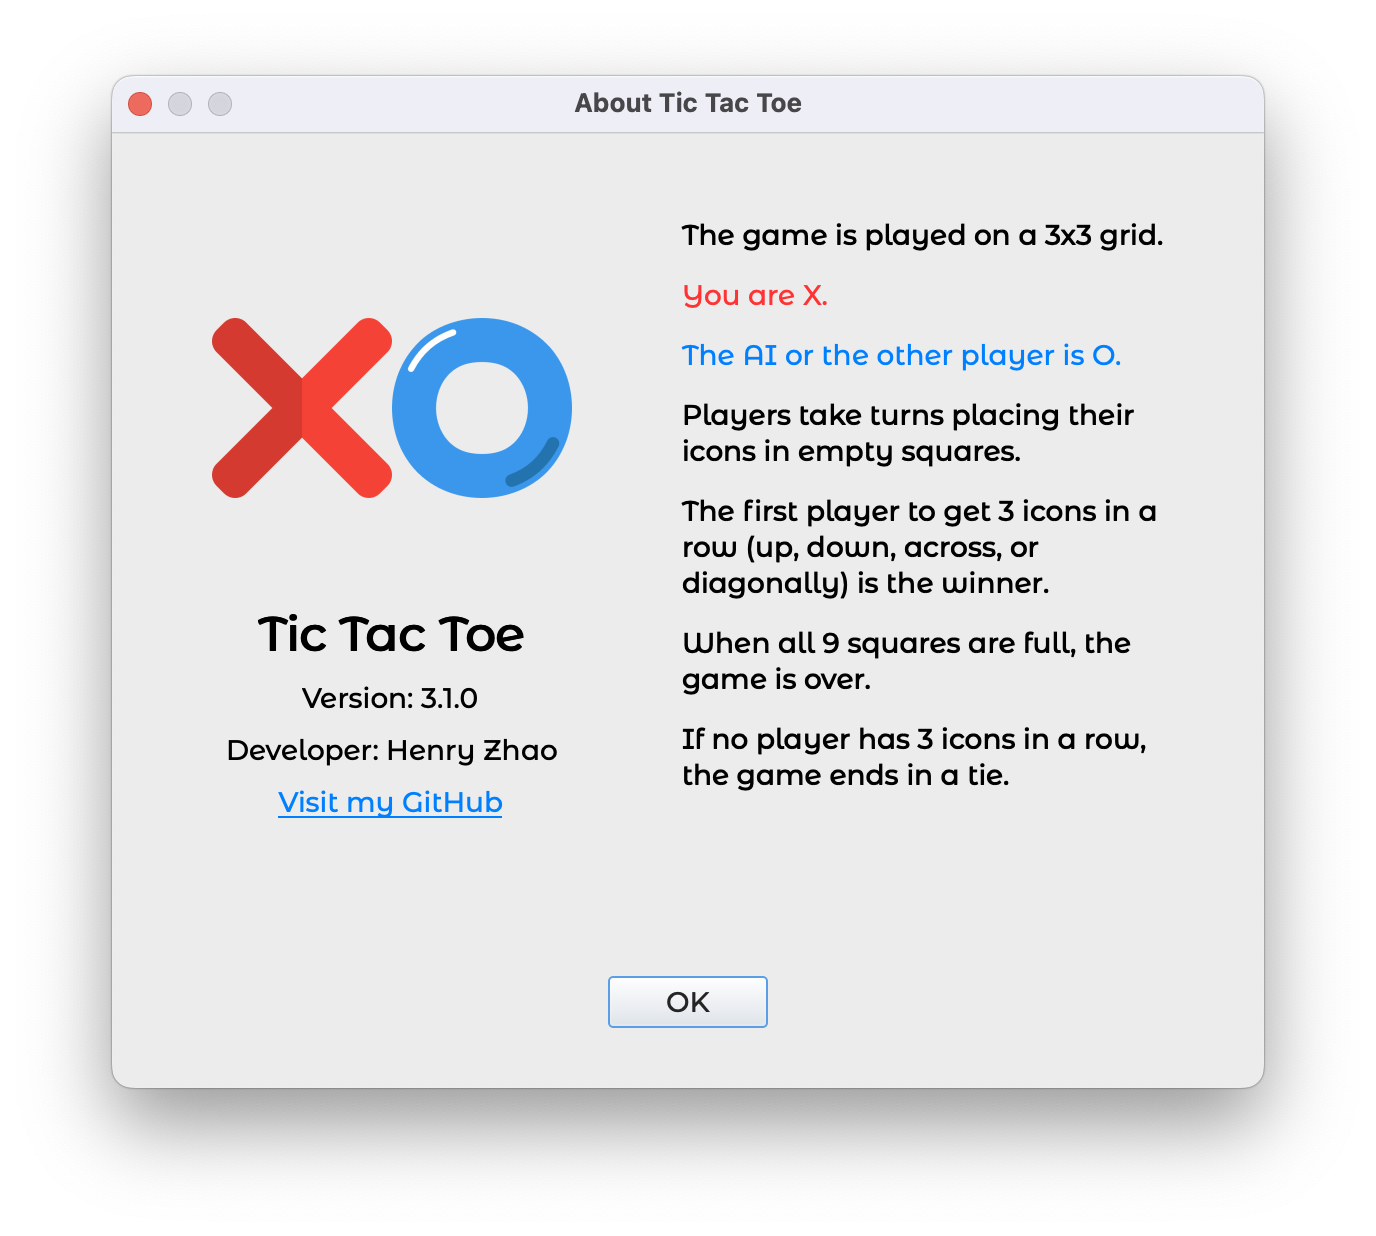 About Tic Tac Toe
XO
Tic Tac Toe
Version: 3.1.0
Developer: Henry Zhao
Visit my GitHub
The game is played on a 3x3 grid.
You are X.
The AI or the other player is O.
Players take turns placing their
icons in empty squares.
The first player to get 3 icons in a
row (up, down, across, or
diagonally) is the winner.
When all 9 squares are full, the
game is over.
If no player has 3 icons in a row,
the game ends in a tie.
OK